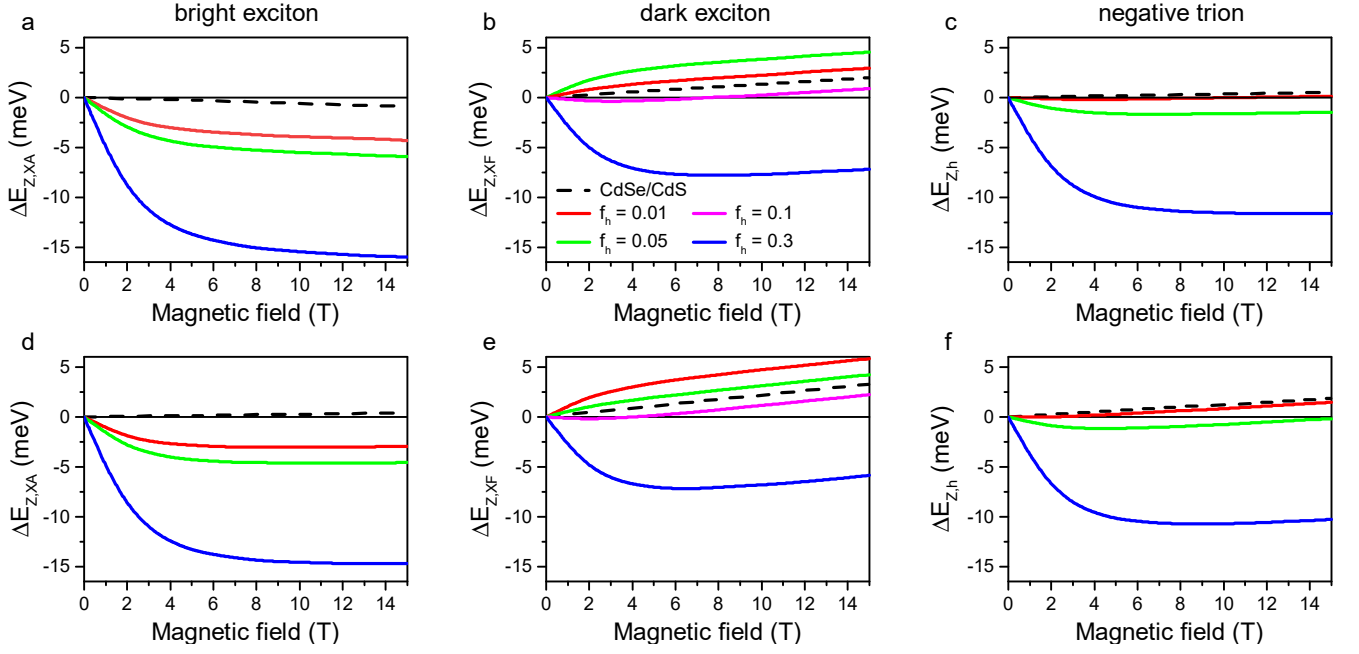 bright exciton dark exciton negative trion
a b c
5
0
-5
-10
-15
0 2 4 6 8 10 12 14
ΔE_Z,XA (meV)
Magnetic field (T)
5
0
-5
-10
-15
0 2 4 6 8 10 12 14
ΔE_Z,XF (meV)
CdSe/CdS
f_h = 0.01 f_h = 0.1
f_h = 0.05 f_h = 0.3
Magnetic field (T)
5
0
-5
-10
-15
0 2 4 6 8 10 12 14
ΔE_Z,h (meV)
Magnetic field (T)
d e f
5
0
-5
-10
-15
0 2 4 6 8 10 12 14
ΔE_Z,XA (meV)
Magnetic field (T)
5
0
-5
-10
-15
0 2 4 6 8 10 12 14
ΔE_Z,XF (meV)
Magnetic field (T)
5
0
-5
-10
-15
0 2 4 6 8 10 12 14
ΔE_Z,h (meV)
Magnetic field (T)